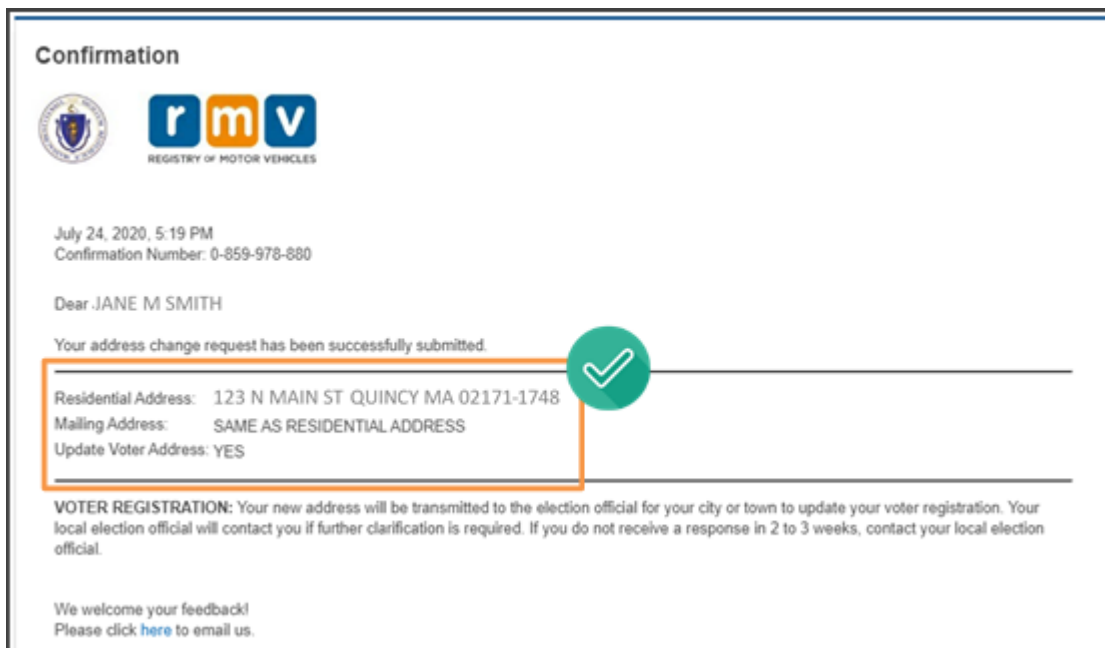 Confirmation
rmv
REGISTRY OF MOTOR VEHICLES
July 24, 2020, 5:19 PM
Confirmation Number: 0-859-978-880
Dear JANE M SMITH
Your address change request has been successfully submitted.
Residential Address: 123 N MAIN ST QUINCY MA 02171-1748
Mailing Address: SAME AS RESIDENTIAL ADDRESS
Update Voter Address: YES
VOTER REGISTRATION: Your new address will be transmitted to the election official for your city or town to update your voter registration. Your
local election official will contact you if further clarification is required. If you do not receive a response in 2 to 3 weeks, contact your local election
official.
We welcome your feedback!
Please click here to email us.